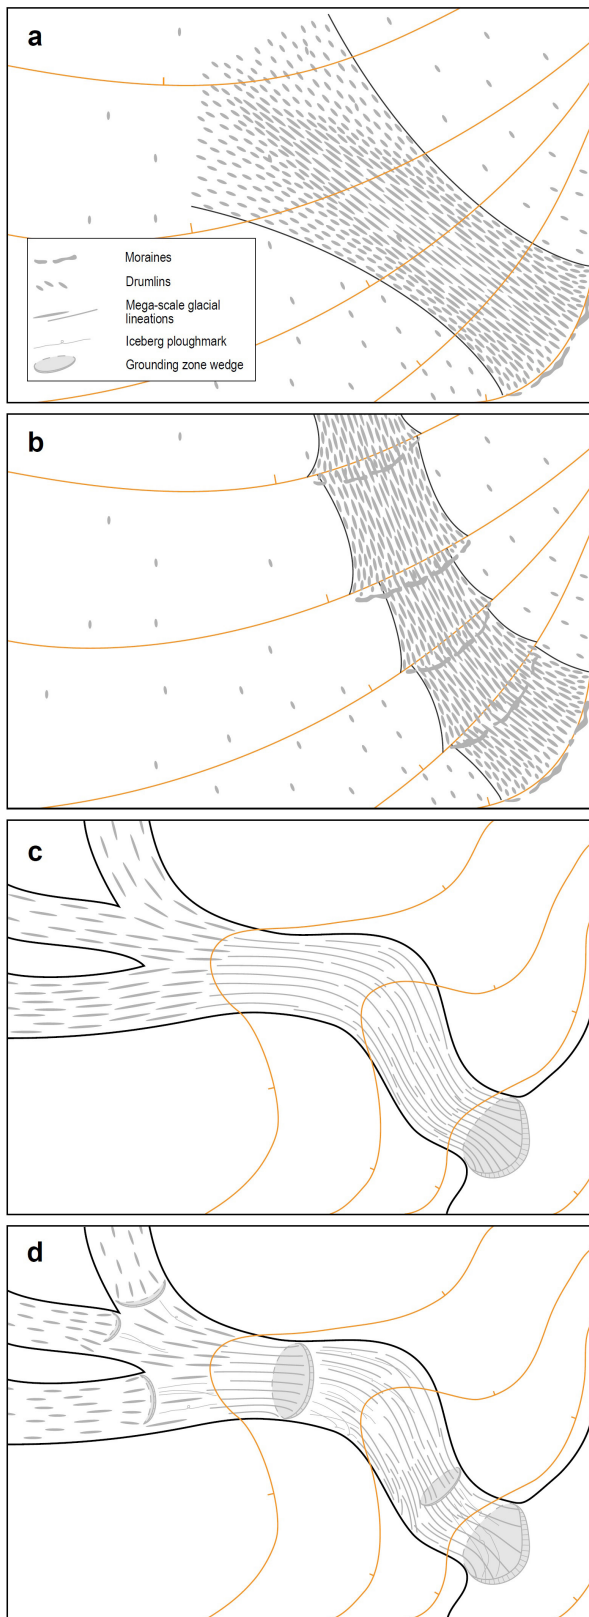 a
Moraines
Drumlins
Mega-scale glacial
lineations
Iceberg ploughmark
Grounding zone wedge
b
c
d